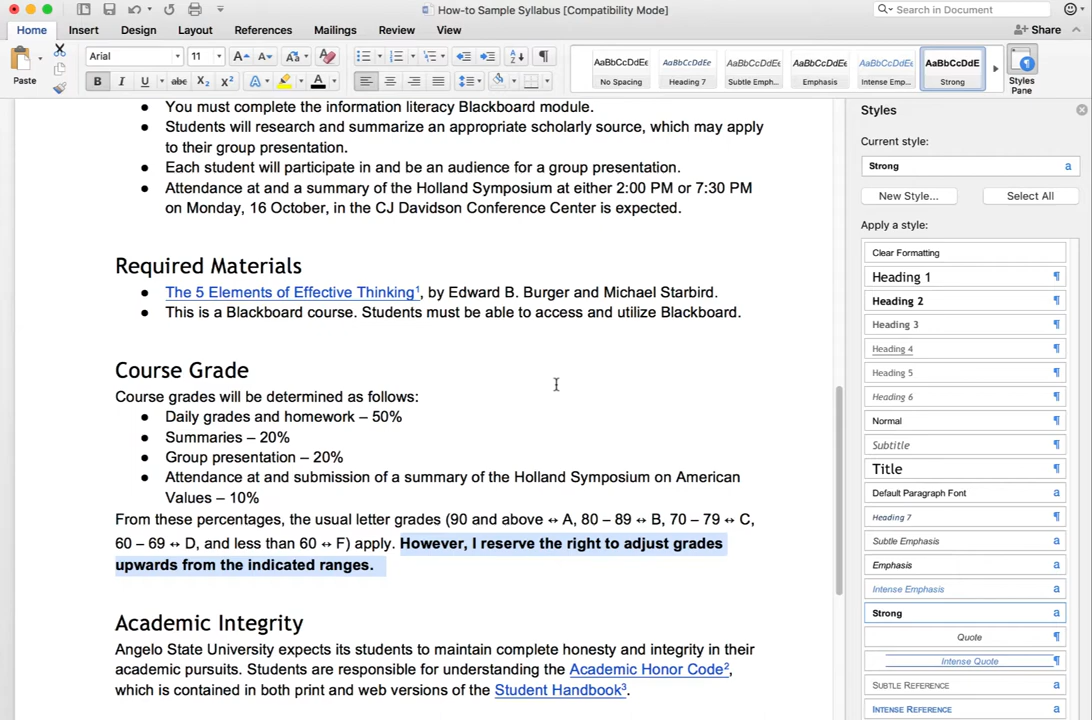 How-to Sample Syllabus [Compatibility Mode]
Search in Document
Home Insert Design Layout References Mailings Review View
Share
Paste
Arial 11
B I U abc X₂ X²
AaBbCcDdEe AaBbCcDdEe AaBbCcDdEe AaBbCcDdEe AaBbCcDdEe AaBbCcDdE
No Spacing Heading 7 Subtle Emph... Emphasis Intense Emp... Strong
Styles
Pane
● You must complete the information literacy Blackboard module.
● Students will research and summarize an appropriate scholarly source, which may apply
to their group presentation.
● Each student will participate in and be an audience for a group presentation.
● Attendance at and a summary of the Holland Symposium at either 2:00 PM or 7:30 PM
on Monday, 16 October, in the CJ Davidson Conference Center is expected.
Required Materials
● The 5 Elements of Effective Thinking¹, by Edward B. Burger and Michael Starbird.
● This is a Blackboard course. Students must be able to access and utilize Blackboard.
Course Grade
Course grades will be determined as follows:
● Daily grades and homework – 50%
● Summaries – 20%
● Group presentation – 20%
● Attendance at and submission of a summary of the Holland Symposium on American
Values – 10%
From these percentages, the usual letter grades (90 and above ↔ A, 80 – 89 ↔ B, 70 – 79 ↔ C,
60 – 69 ↔ D, and less than 60 ↔ F) apply. However, I reserve the right to adjust grades
upwards from the indicated ranges.
Academic Integrity
Angelo State University expects its students to maintain complete honesty and integrity in their
academic pursuits. Students are responsible for understanding the Academic Honor Code²,
which is contained in both print and web versions of the Student Handbook³.
Styles
Current style:
Strong a
New Style... Select All
Apply a style:
Clear Formatting
Heading 1 ¶
Heading 2 ¶
Heading 3 ¶
Heading 4 ¶
Heading 5 ¶
Heading 6 ¶
Normal ¶
Subtitle ¶
Title ¶
Default Paragraph Font a
Heading 7 ¶
Subtle Emphasis a
Emphasis a
Intense Emphasis a
Strong a
Quote ¶
Intense Quote ¶
SUBTLE REFERENCE a
INTENSE REFERENCE a